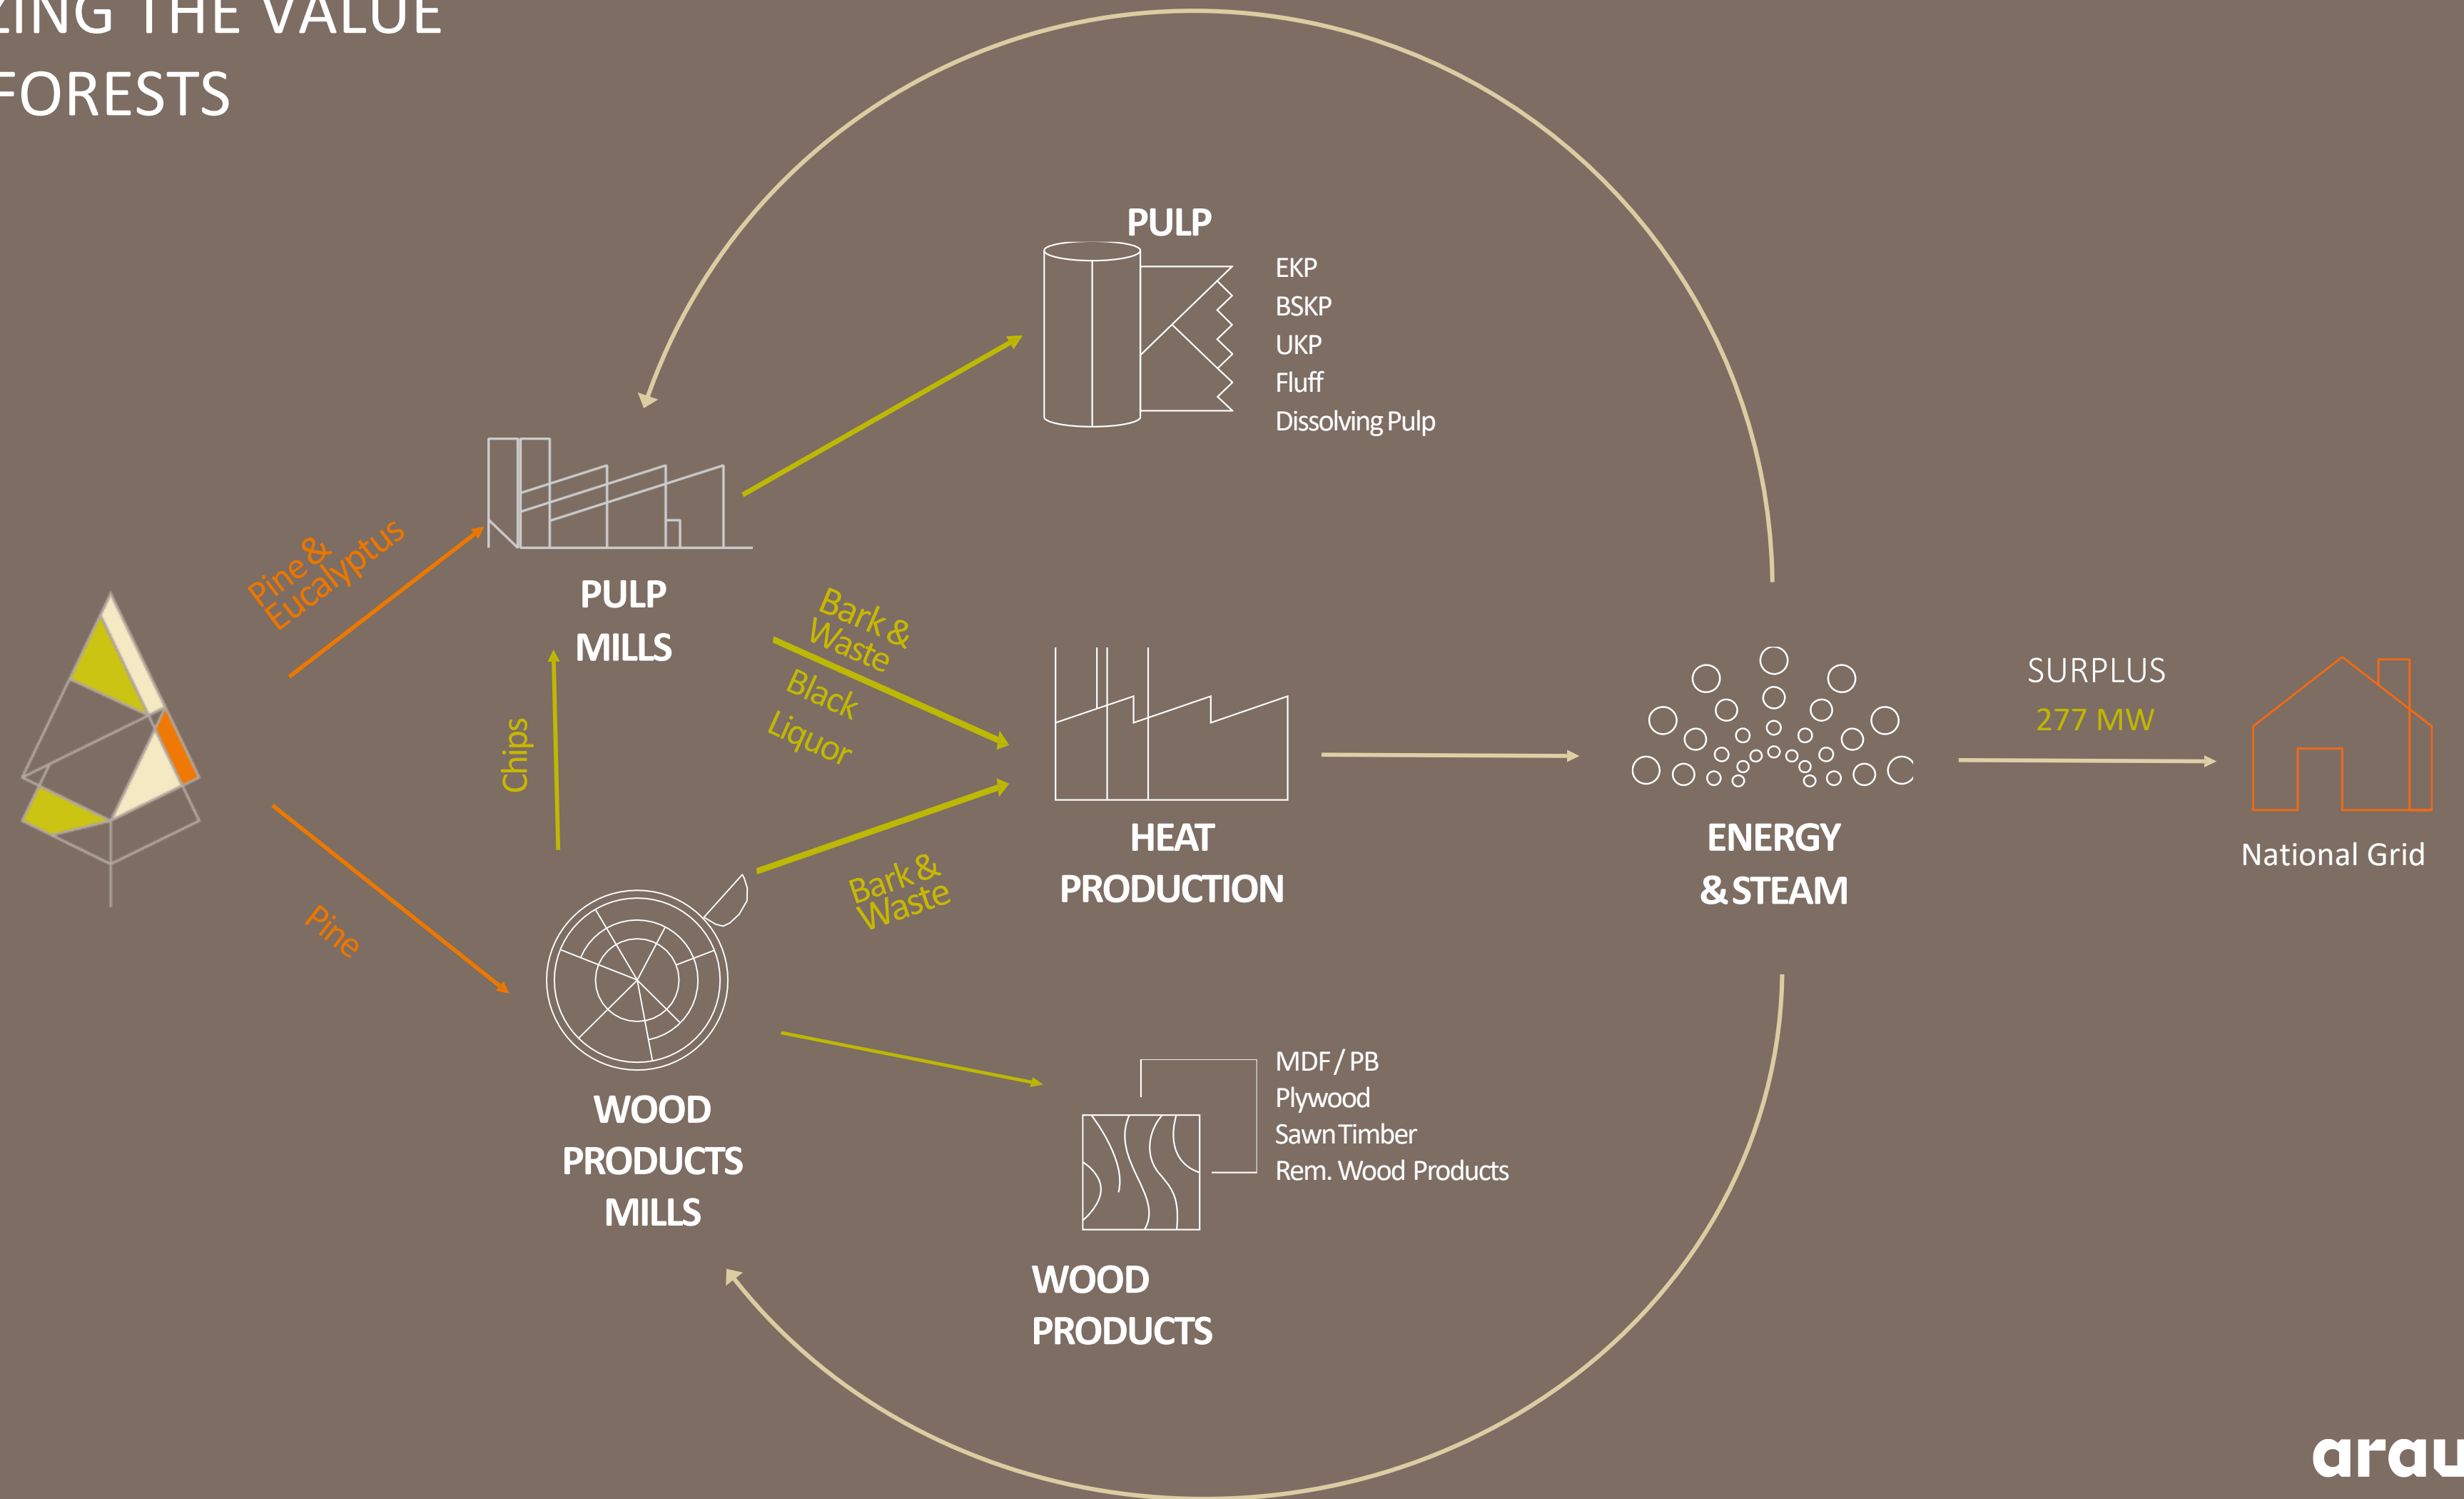 ZING THE VALUE
FORESTS
PULP
EKP
BSKP
UKP
Fluff
Dissolving Pulp
Pine &
Eucalyptus
PULP
MILLS
Bark &
Waste
Black
Liquor
Chips
SURPLUS
277 MW
HEAT
PRODUCTION
ENERGY
& STEAM
National Grid
Bark &
Waste
Pine
MDF / PB
Plywood
Sawn Timber
Rem. Wood Products
WOOD
PRODUCTS
MILLS
WOOD
PRODUCTS
arau